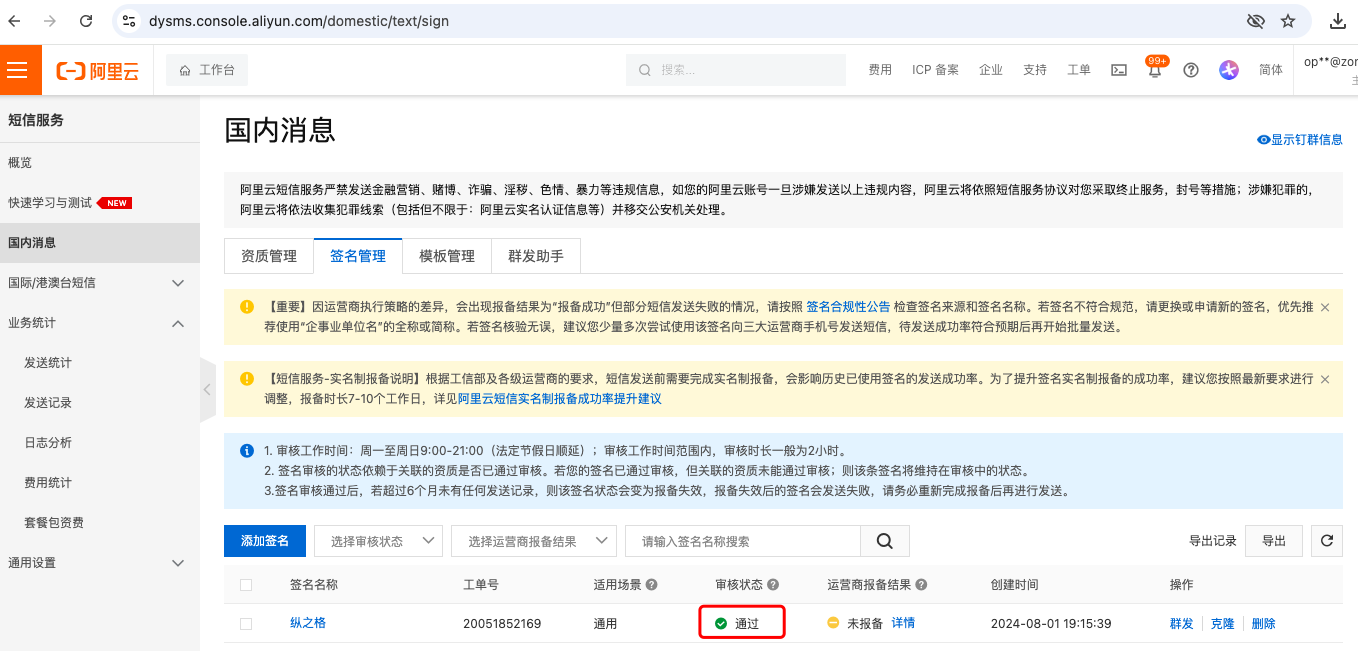 dysms.console.aliyun.com/domestic/text/sign
阿里云
工作台
搜索...
费用
ICP 备案
企业
支持
工单
99+
简体
op**@zor
短信服务
概览
快速学习与测试 NEW
国内消息
国际/港澳台短信
业务统计
发送统计
发送记录
日志分析
费用统计
套餐包资费
通用设置
国内消息
显示钉群信息
阿里云短信服务严禁发送金融营销、赌博、诈骗、淫秽、色情、暴力等违规信息，如您的阿里云账号一旦涉嫌发送以上违规内容，阿里云将依照短信服务协议对您采取终止服务，封号等措施；涉嫌犯罪的，
阿里云将依法收集犯罪线索（包括但不限于：阿里云实名认证信息等）并移交公安机关处理。
资质管理
签名管理
模板管理
群发助手
【重要】因运营商执行策略的差异，会出现报备结果为“报备成功”但部分短信发送失败的情况，请按照 签名合规性公告 检查签名来源和签名名称。若签名不符合规范，请更换或申请新的签名，优先推
荐使用“企事业单位名”的全称或简称。若签名核验无误，建议您少量多次尝试使用该签名向三大运营商手机号发送短信，待发送成功率符合预期后再开始批量发送。
【短信服务-实名制报备说明】根据工信部及各级运营商的要求，短信发送前需要完成实名制报备，会影响历史已使用签名的发送成功率。为了提升签名实名制报备的成功率，建议您按照最新要求进行
调整，报备时长7-10个工作日，详见阿里云短信实名制报备成功率提升建议
1. 审核工作时间：周一至周日9:00-21:00（法定节假日顺延）；审核工作时间范围内，审核时长一般为2小时。
2. 签名审核的状态依赖于关联的资质是否已通过审核。若您的签名已通过审核，但关联的资质未能通过审核；则该条签名将维持在审核中的状态。
3.签名审核通过后，若超过6个月未有任何发送记录，则该签名状态会变为报备失效，报备失效后的签名会发送失败，请务必重新完成报备后再进行发送。
添加签名
选择审核状态
选择运营商报备结果
请输入签名名称搜索
导出记录
导出
签名名称
工单号
适用场景
审核状态
运营商报备结果
创建时间
操作
纵之格
20051852169
通用
通过
未报备 详情
2024-08-01 19:15:39
群发 克隆 删除